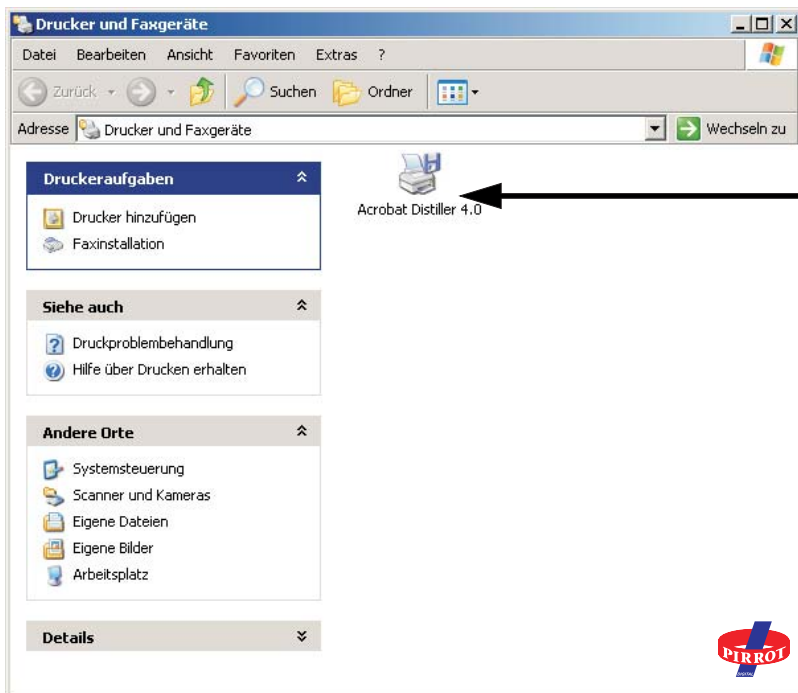 Drucker und Faxgeräte
Datei Bearbeiten Ansicht Favoriten Extras ?
Zurück Suchen Ordner
Adresse Drucker und Faxgeräte Wechseln zu
Druckeraufgaben
Drucker hinzufügen
Faxinstallation
Acrobat Distiller 4.0
Siehe auch
Druckproblembehandlung
Hilfe über Drucken erhalten
Andere Orte
Systemsteuerung
Scanner und Kameras
Eigene Dateien
Eigene Bilder
Arbeitsplatz
Details
PIRROT
DIGITAL